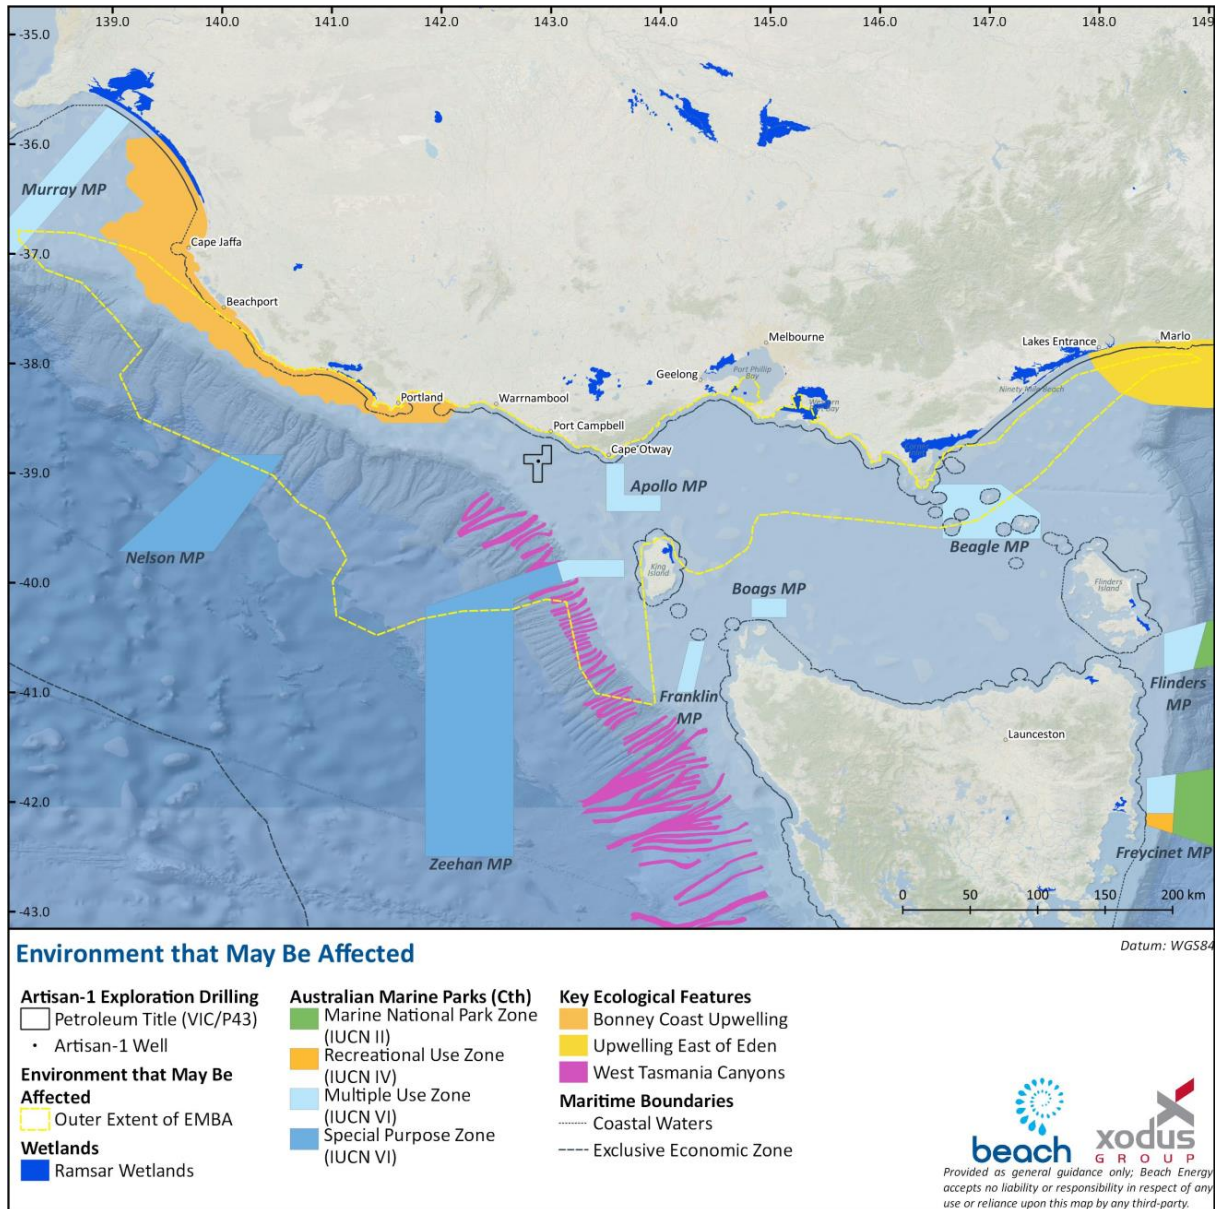 139.0 140.0 141.0 142.0 143.0 144.0 145.0 146.0 147.0 148.0 149
-35.0
-36.0
Murray MP
Cape Jaffa
-37.0
Beachport
Melbourne
Lakes Entrance
Marlo
-38.0
Port Phillip
Bay
Geelong
Ninety Mile Beach
Portland
Warrnambool
Port Campbell
Cape Otway
-39.0
Apollo MP
Nelson MP
Beagle MP
King
Island
Flinders
Island
-40.0
Boags MP
-41.0
Franklin
MP
Flinders
MP
Launceston
-42.0
Zeehan MP
Freycinet MP
0 50 100 150 200 km
-43.0
Datum: WGS84
Environment that May Be Affected
Artisan-1 Exploration Drilling
Petroleum Title (VIC/P43)
Artisan-1 Well
Environment that May Be
Affected
Outer Extent of EMBA
Wetlands
Ramsar Wetlands
Australian Marine Parks (Cth)
Marine National Park Zone
(IUCN II)
Recreational Use Zone
(IUCN IV)
Multiple Use Zone
(IUCN VI)
Special Purpose Zone
(IUCN VI)
Key Ecological Features
Bonney Coast Upwelling
Upwelling East of Eden
West Tasmania Canyons
Maritime Boundaries
Coastal Waters
Exclusive Economic Zone
beach
xodus
GROUP
Provided as general guidance only; Beach Energy
accepts no liability or responsibility in respect of any
use or reliance upon this map by any third-party.